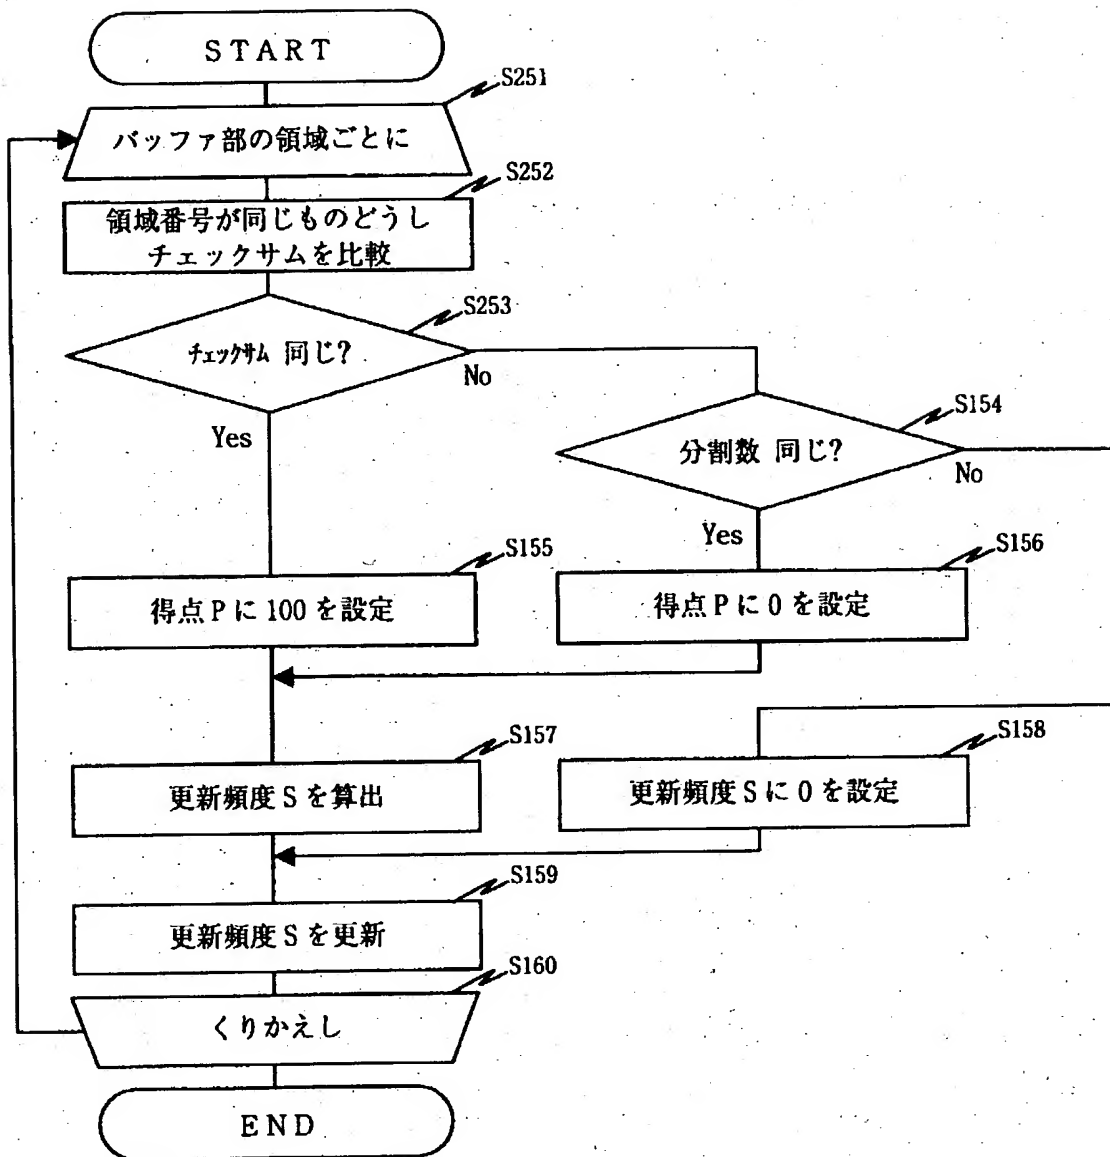 START
S251
バッファ部の領域ごとに
S252
領域番号が同じものどうし
チェックサムを比較
S253
チェックサム 同じ?
No
Yes
S154
分割数 同じ?
No
Yes
S155
得点Pに100を設定
S156
得点Pに0を設定
S157
更新頻度Sを算出
S158
更新頻度Sに0を設定
S159
更新頻度Sを更新
S160
くりかえし
END